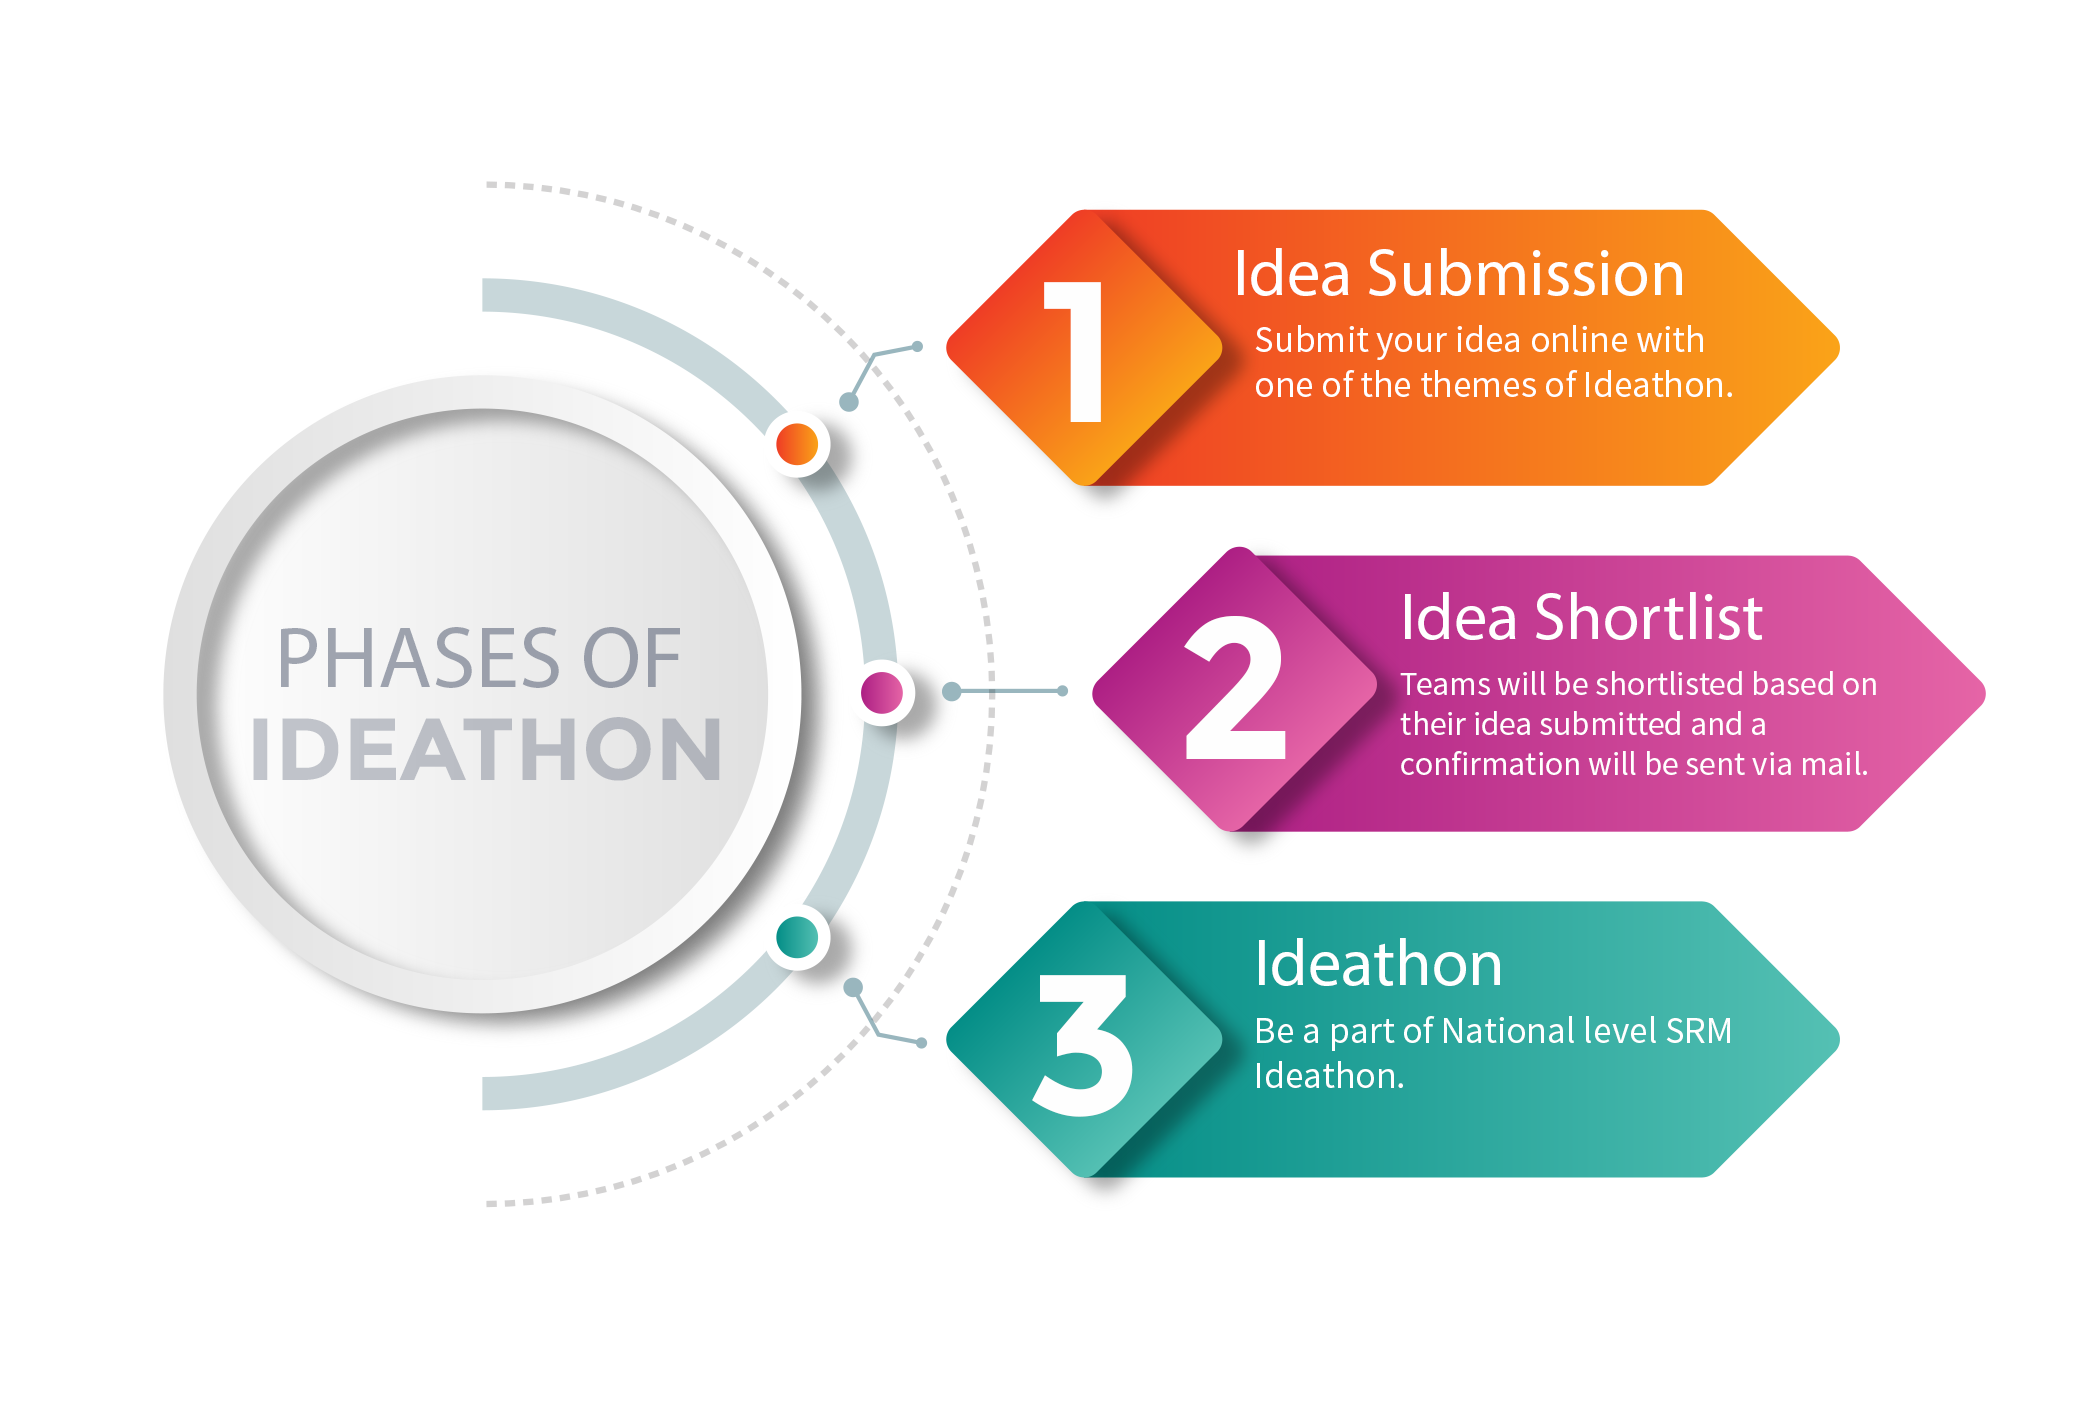 PHASES OF
IDEATHON
1
Idea Submission
Submit your idea online with
one of the themes of Ideathon.
2
Idea Shortlist
Teams will be shortlisted based on
their idea submitted and a
confirmation will be sent via mail.
3
Ideathon
Be a part of National level SRM
Ideathon.